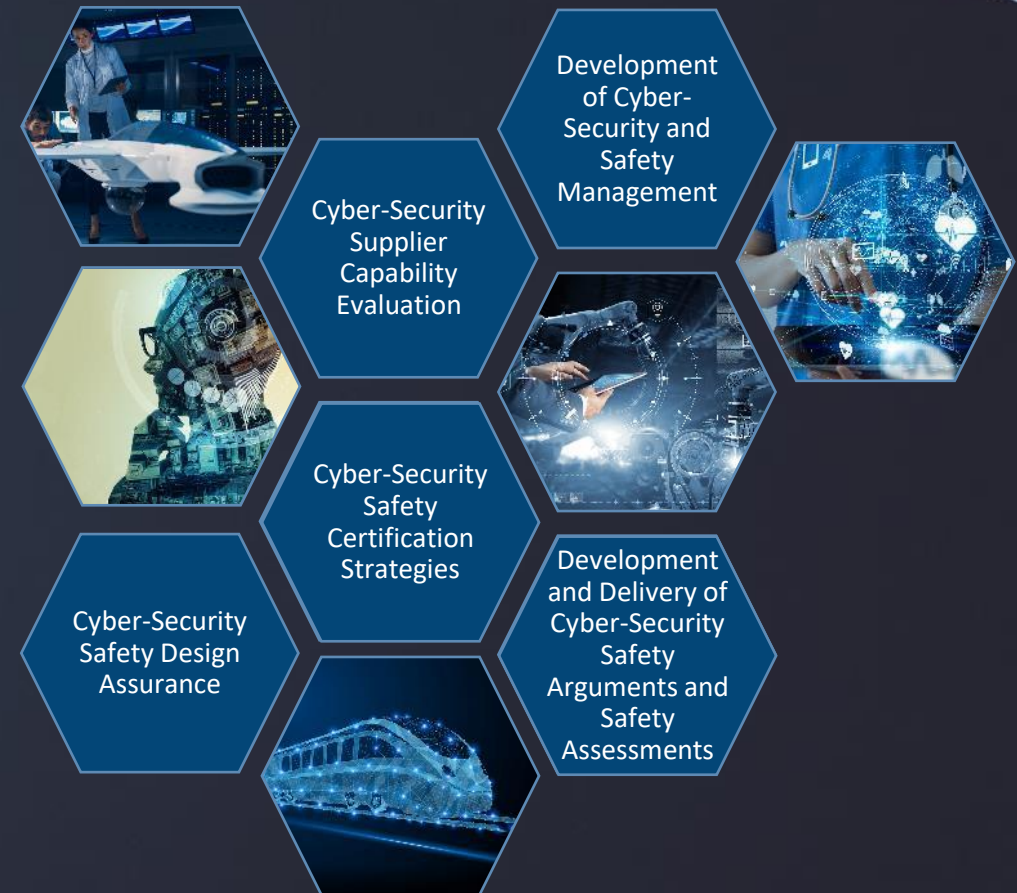 Development
of Cyber-
Security and
Safety
Management
Cyber-Security
Supplier
Capability
Evaluation
Cyber-Security
Safety
Certification
Strategies
Cyber-Security
Safety Design
Assurance
Development
and Delivery of
Cyber-Security
Safety
Arguments and
Safety
Assessments